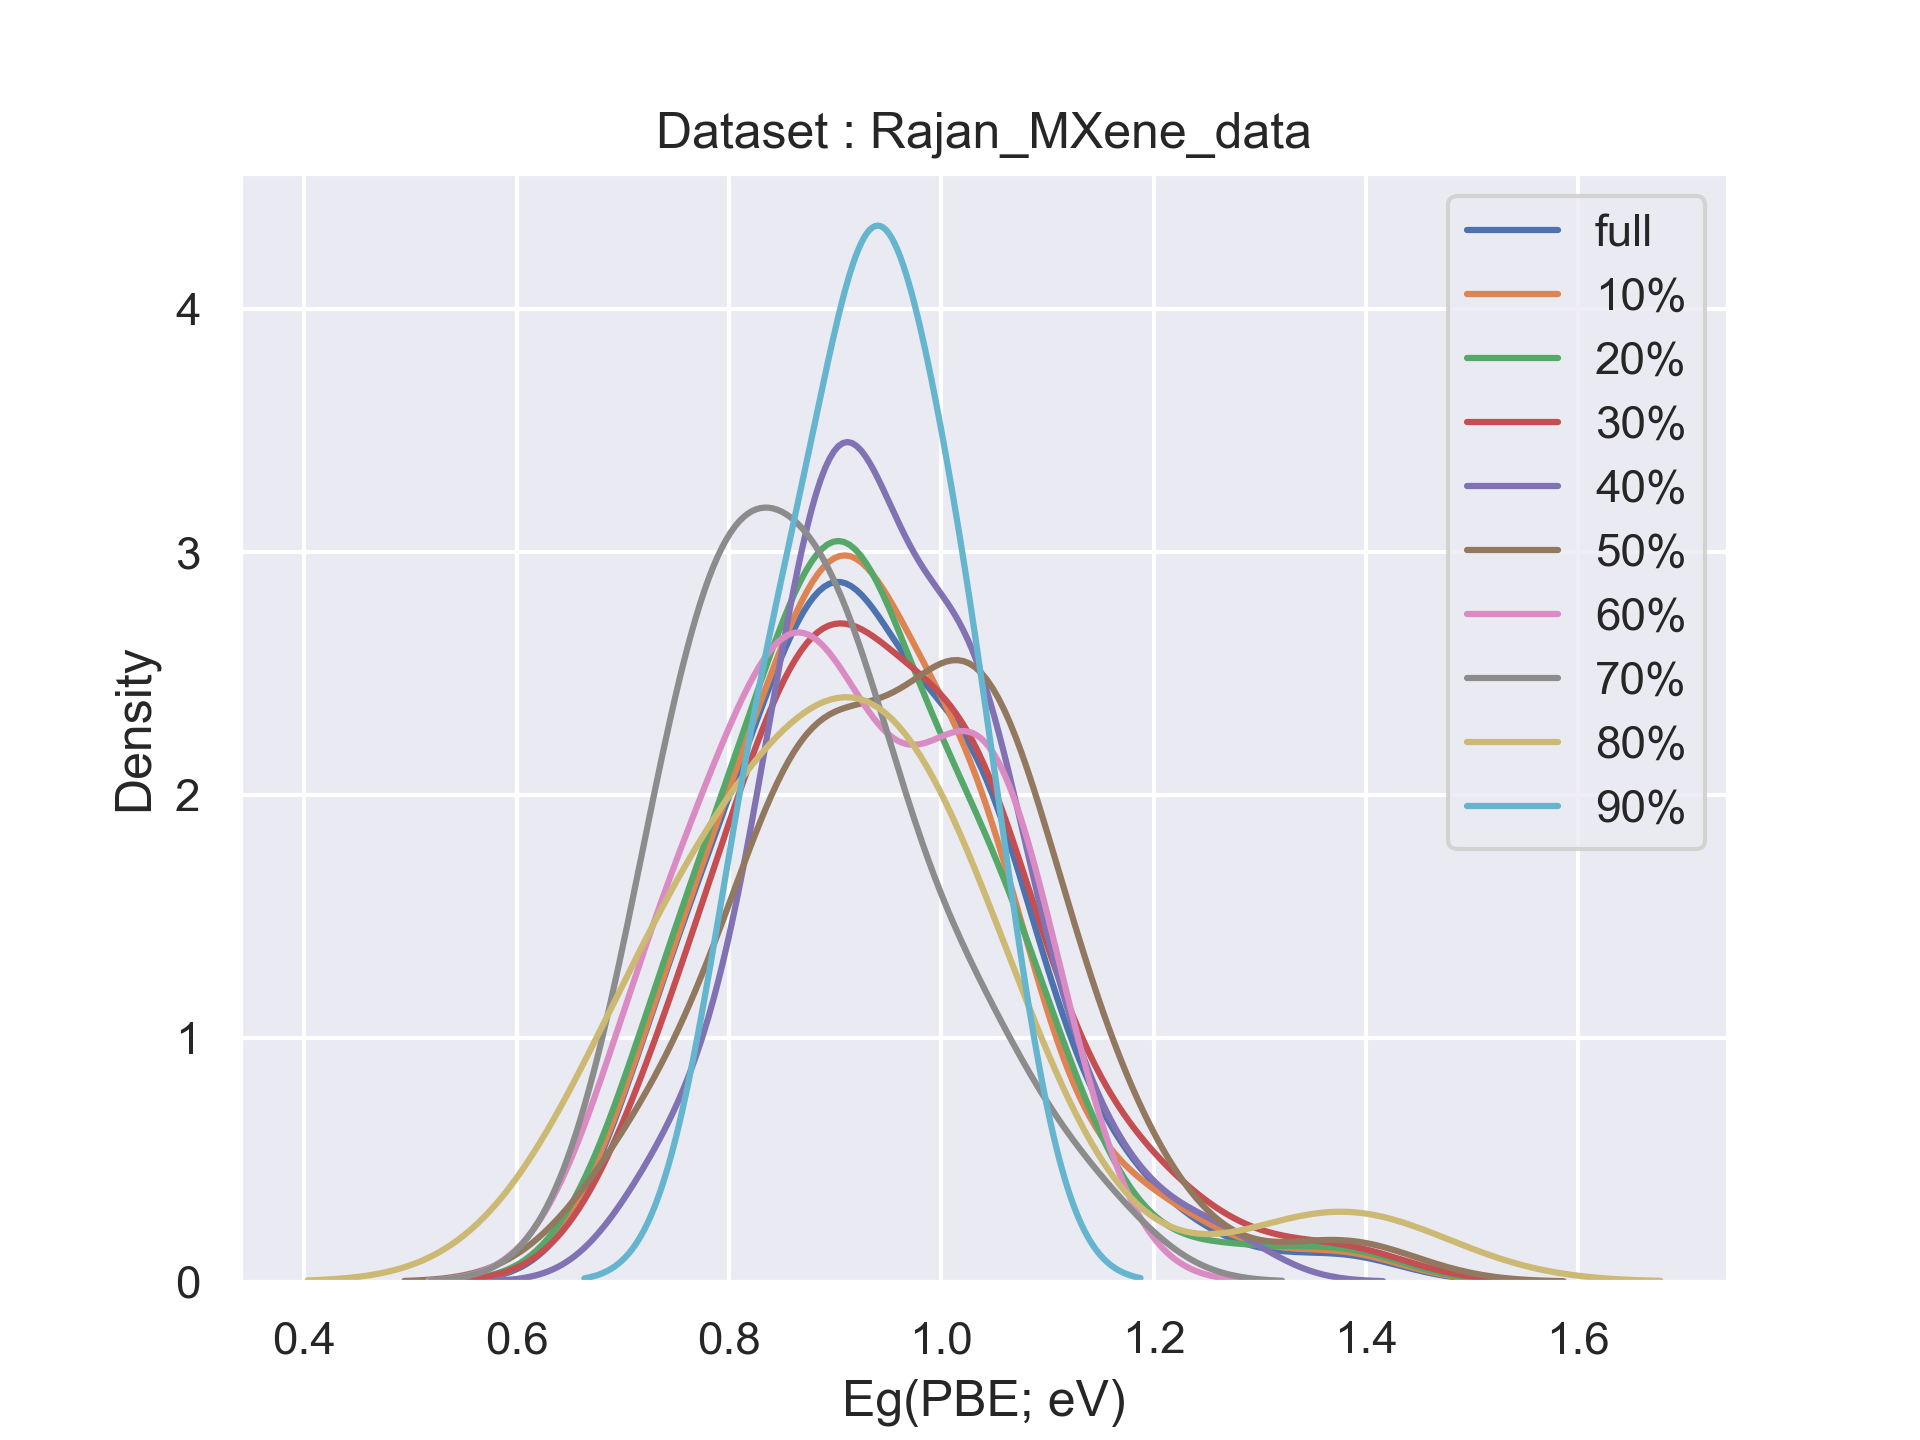 Dataset : Rajan_MXene_data
full
10%
20%
30%
40%
50%
60%
70%
80%
90%
Density
4
3
2
1
0
0.4 0.6 0.8 1.0 1.2 1.4 1.6
Eg(PBE; eV)